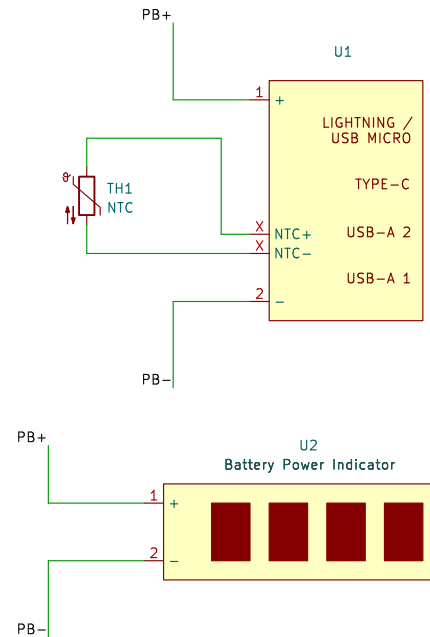 PB+
U1
1 +
LIGHTNING /
USB MICRO
ϑ
TH1
NTC
TYPE-C
X NTC+
USB-A 2
X NTC-
USB-A 1
2 -
PB-
PB+
U2
Battery Power Indicator
1 +
2 -
PB-